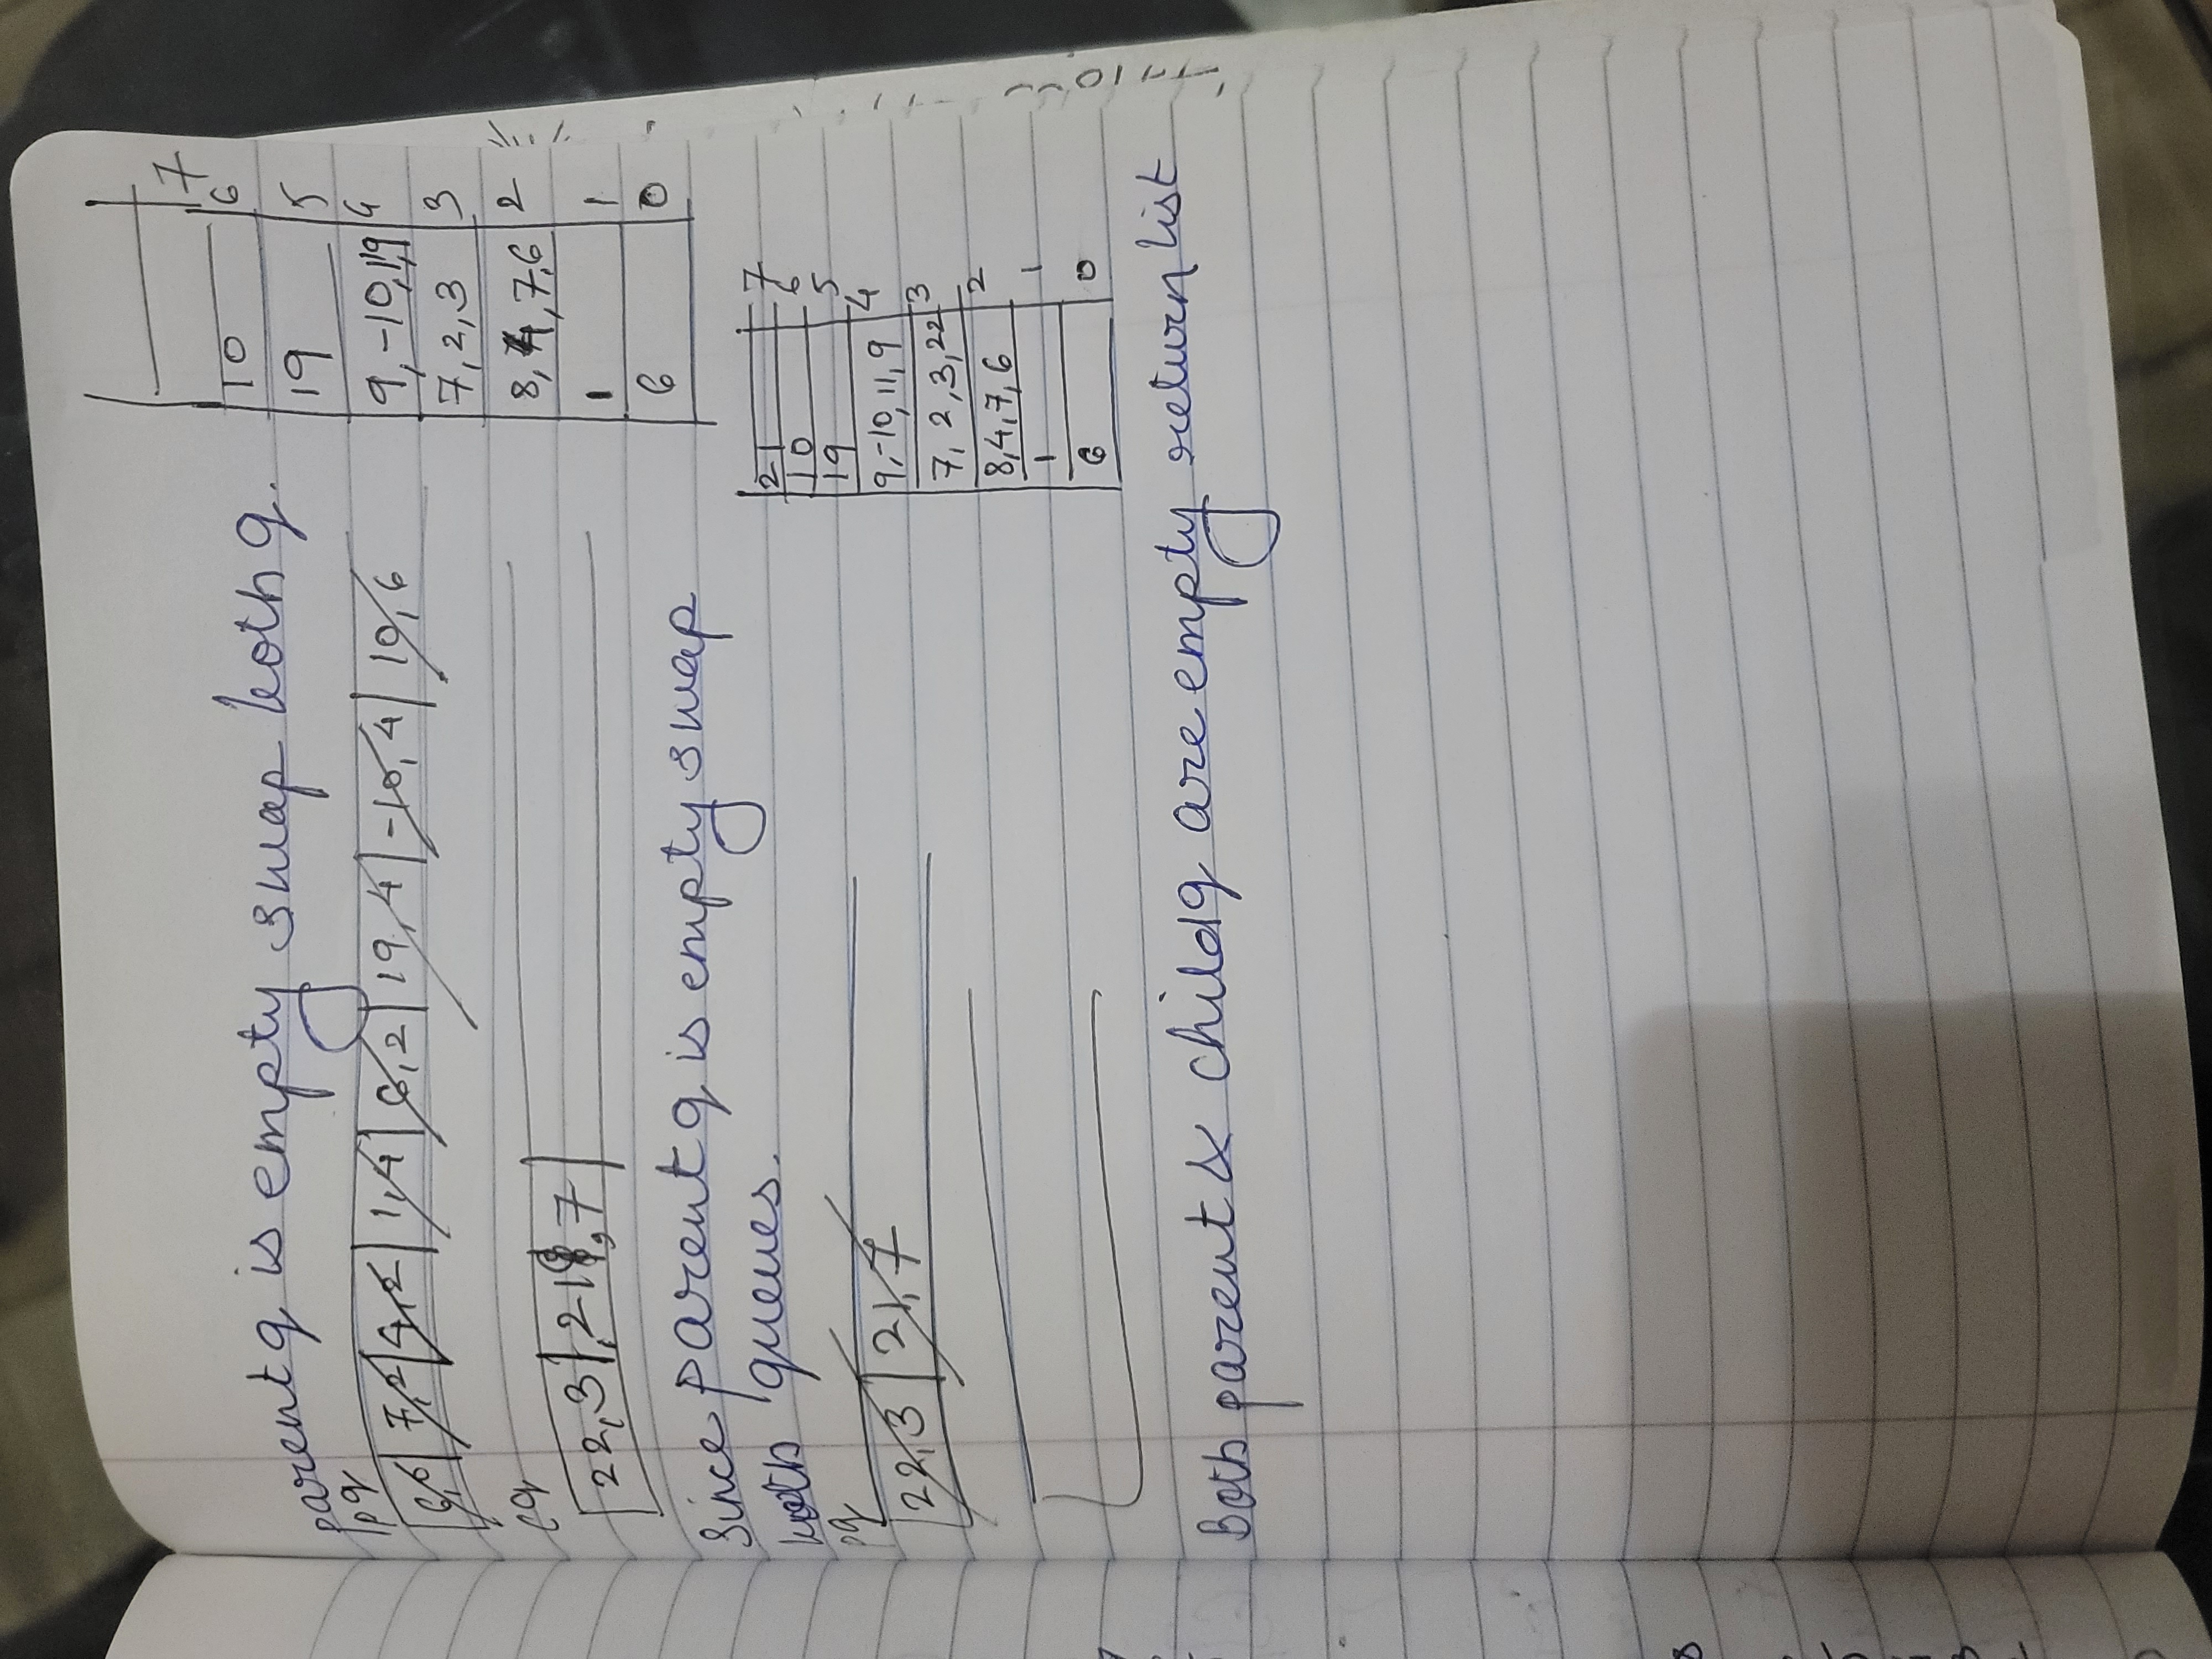 parent q is empty swap both q.
pq
6,0 7,2 4,2 1,4 6,2 19,4 -10,4 10,6
cq
22,3 , 21,7
Since parent q is empty swap
both queues.
pq
22,3 21,7
Both parent & child q are empty return list
7
10 6
19 5
9, -10, 11, 9 4
7, 2, 3 3
8, 4, 7, 6 2
1 1
6 0
21 7
10 6
19 5
9, -10, 11, 9 4
7, 2, 3, 22 3
8, 4, 7, 6 2
1 1
6 0